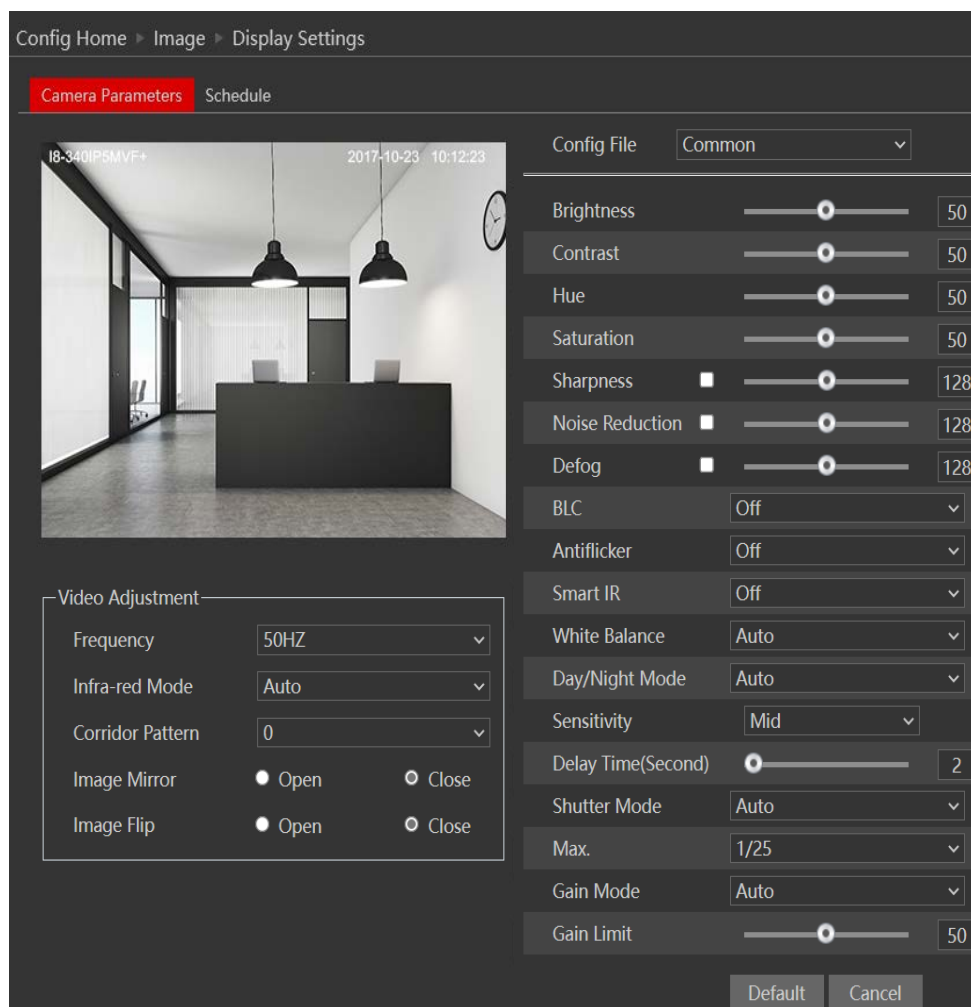 Config Home ▸ Image ▸ Display Settings
Camera Parameters Schedule
I8-340IP5MVF+ 2017-10-23 10:12:23
Video Adjustment
Frequency 50HZ
Infra-red Mode Auto
Corridor Pattern 0
Image Mirror Open Close
Image Flip Open Close
Config File Common
Brightness 50
Contrast 50
Hue 50
Saturation 50
Sharpness 128
Noise Reduction 128
Defog 128
BLC Off
Antiflicker Off
Smart IR Off
White Balance Auto
Day/Night Mode Auto
Sensitivity Mid
Delay Time(Second) 2
Shutter Mode Auto
Max. 1/25
Gain Mode Auto
Gain Limit 50
Default Cancel